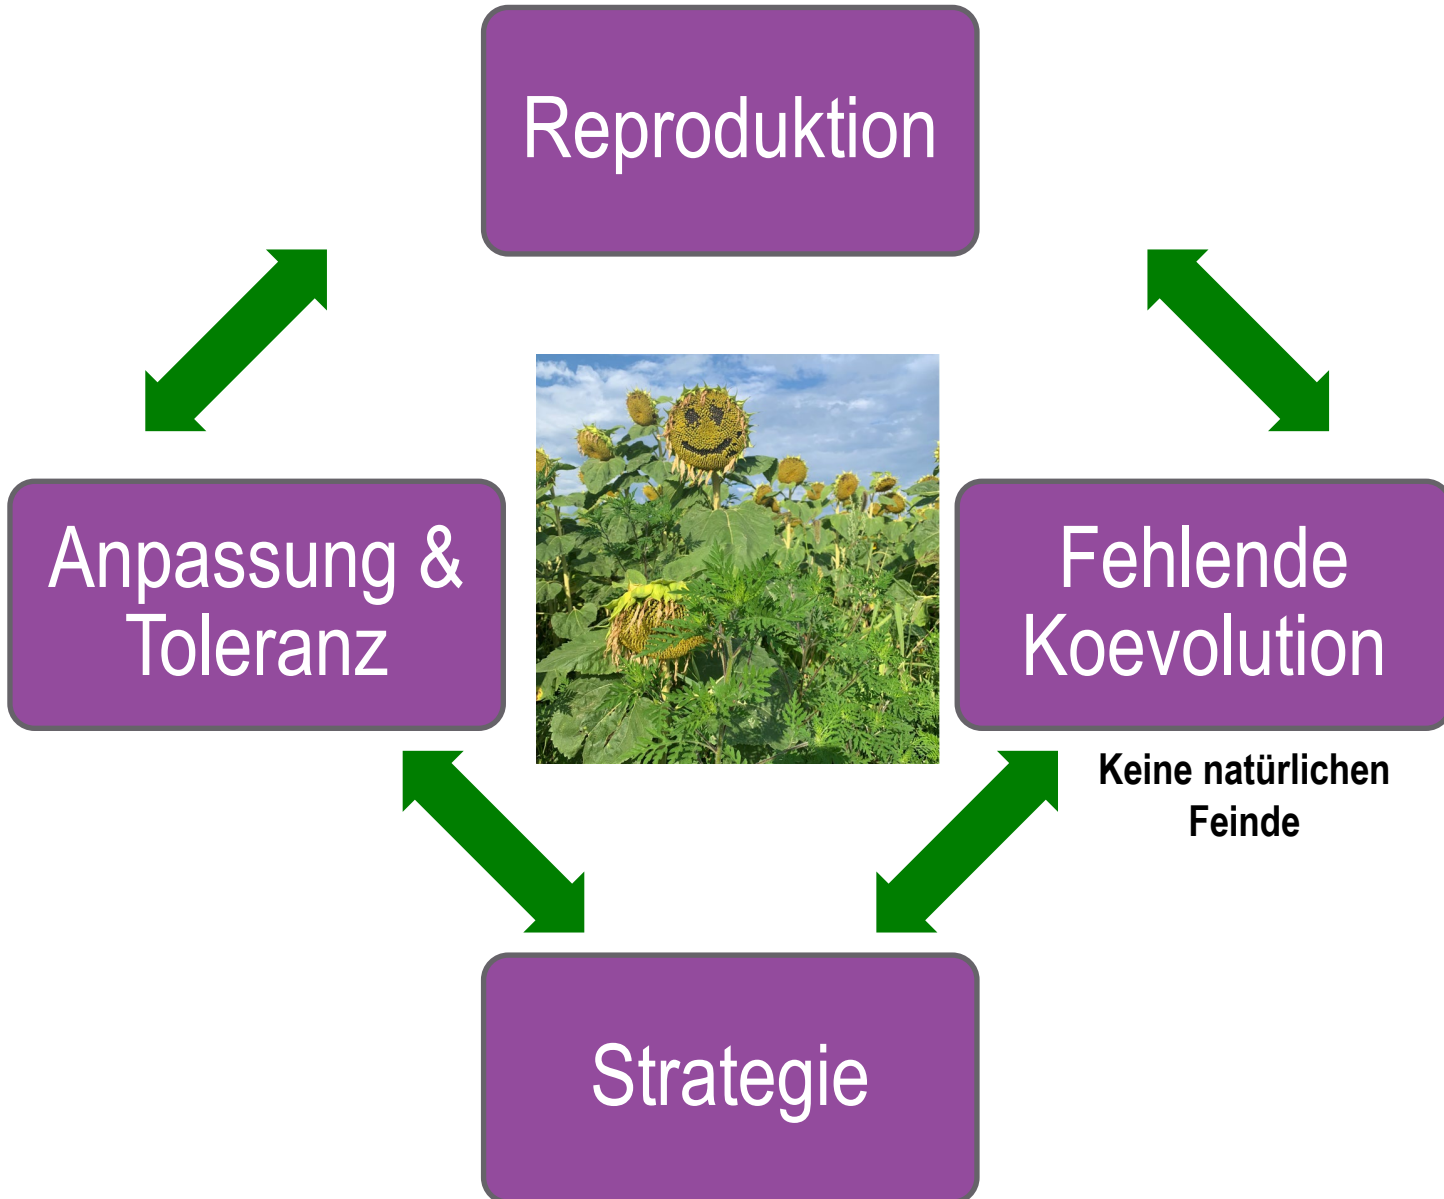 Reproduktion
Anpassung &
Toleranz
Fehlende
Koevolution
Keine natürlichen
Feinde
Strategie